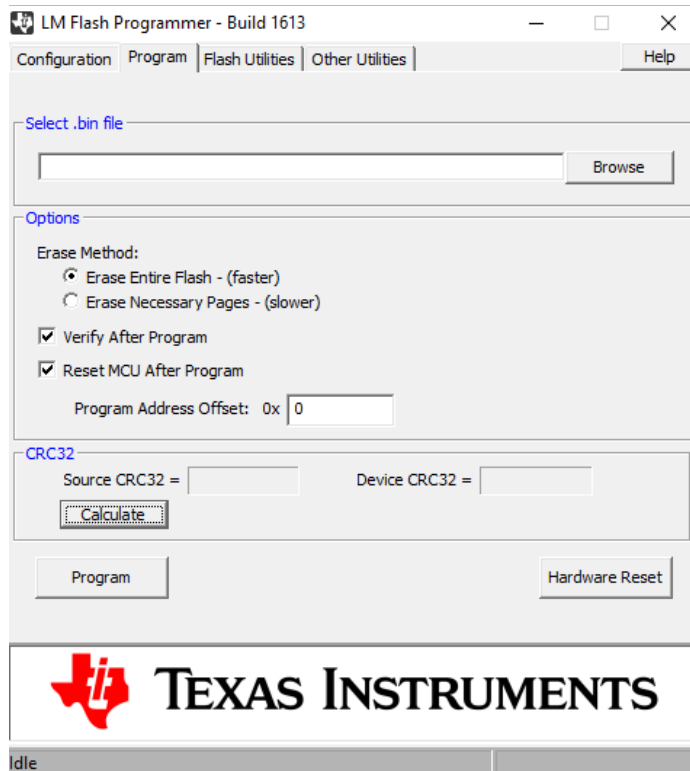 LM Flash Programmer - Build 1613
Configuration Program Flash Utilities Other Utilities Help
Select .bin file
Browse
Options
Erase Method:
Erase Entire Flash - (faster)
Erase Necessary Pages - (slower)
Verify After Program
Reset MCU After Program
Program Address Offset: 0x 0
CRC32
Source CRC32 = Device CRC32 =
Calculate
Program Hardware Reset
TEXAS INSTRUMENTS
Idle